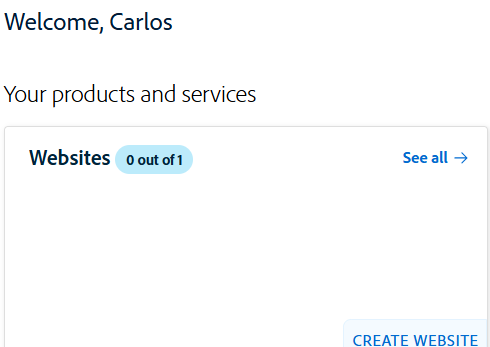 Welcome, Carlos
Your products and services
Websites 0 out of 1 See all →
CREATE WEBSITE